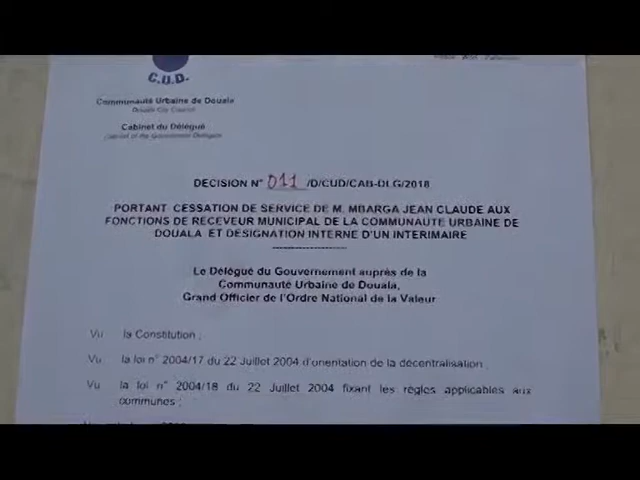 C.U.D.
Communauté Urbaine de Douala
Douala City Council
Cabinet du Délégué
Cabinet of the Government Delegate
DECISION N° 011 /D/CUD/CAB-DLG/2018
PORTANT CESSATION DE SERVICE DE M. MBARGA JEAN CLAUDE AUX
FONCTIONS DE RECEVEUR MUNICIPAL DE LA COMMUNAUTE URBAINE DE
DOUALA ET DÉSIGNATION INTERNE D'UN INTERIMAIRE
Le Délégué du Gouvernement auprès de la
Communauté Urbaine de Douala,
Grand Officier de l'Ordre National de la Valeur
Vu la Constitution ;
Vu la loi n° 2004/17 du 22 Juillet 2004 d'orientation de la décentralisation
Vu la loi n° 2004/18 du 22 Juillet 2004 fixant les règles applicables aux
communes ;